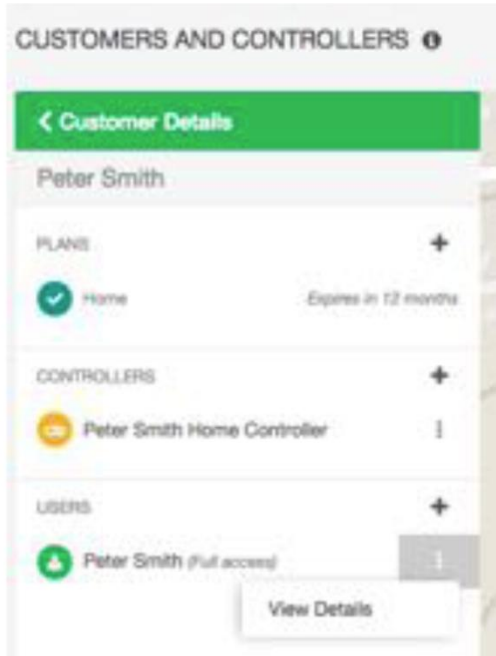 CUSTOMERS AND CONTROLLERS
Customer Details
Peter Smith
PLANS
Home Expires in 12 months
CONTROLLERS
Peter Smith Home Controller
USERS
Peter Smith (Full access)
View Details